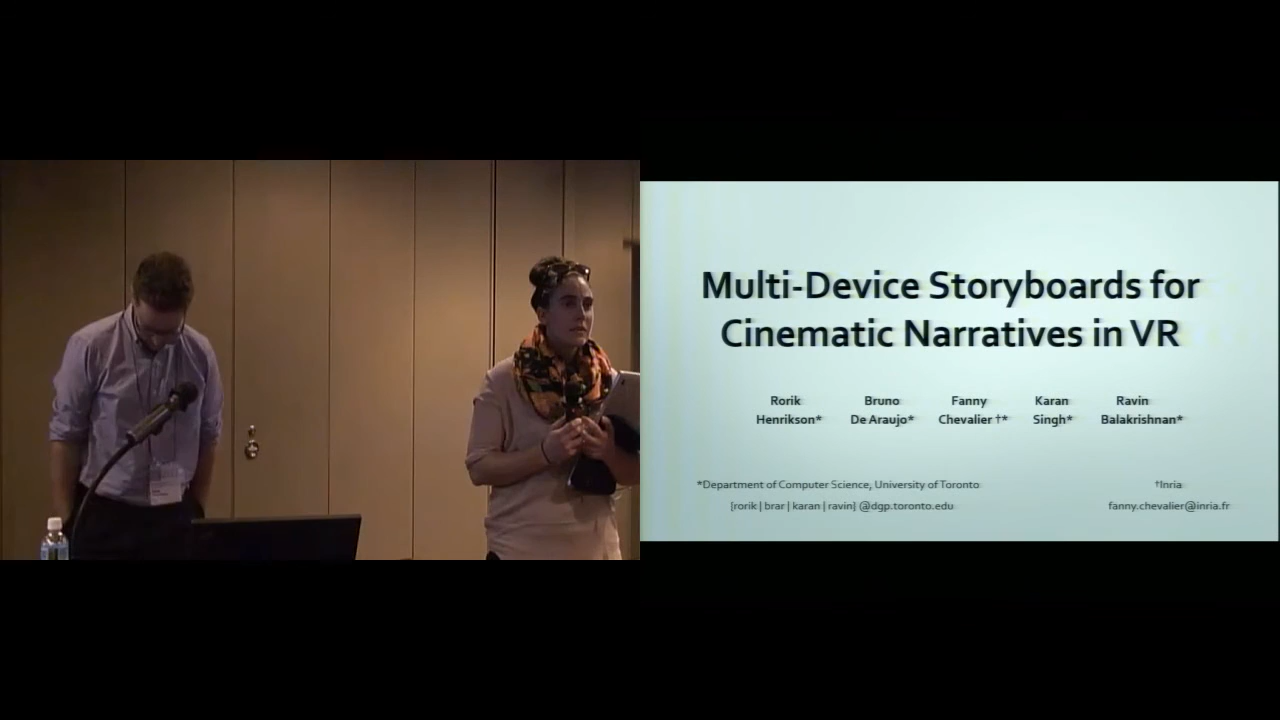 Multi-Device Storyboards for
Cinematic Narratives in VR
Rorik Bruno Fanny Karan Ravin
Henrikson* De Araujo* Chevalier †* Singh* Balakrishnan*
*Department of Computer Science, University of Toronto †Inria
[rorik | brar | karan | ravin] @dgp.toronto.edu fanny.chevalier@inria.fr